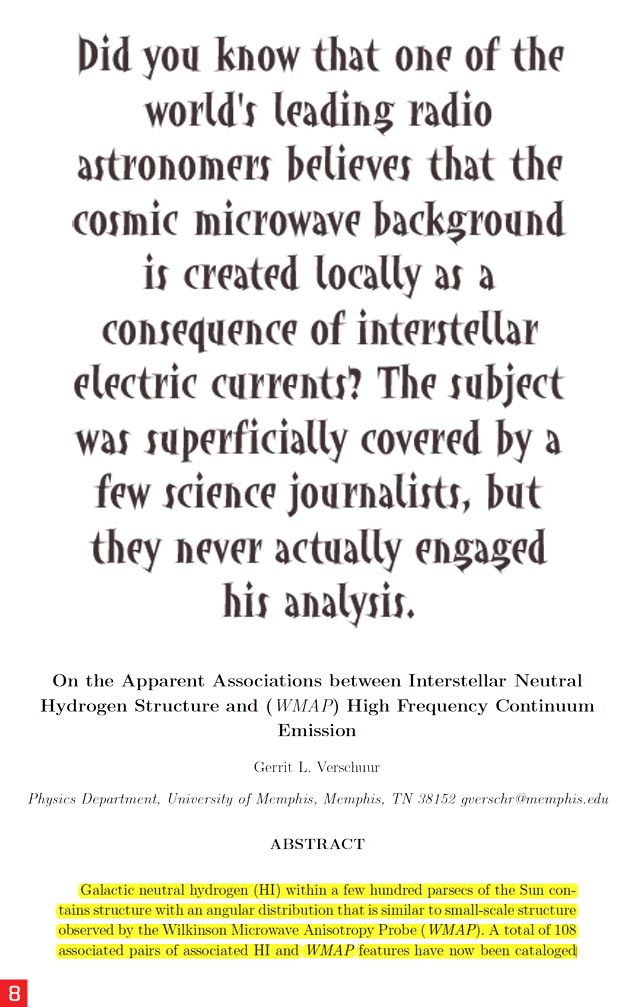 Did you know that one of the
world's leading radio
astronomers believes that the
cosmic microwave background
is created locally as a
consequence of interstellar
electric currents? The subject
was superficially covered by a
few science journalists, but
they never actually engaged
his analysis.
On the Apparent Associations between Interstellar Neutral
Hydrogen Structure and (WMAP) High Frequency Continuum
Emission
Gerrit L. Verschuur
Physics Department, University of Memphis, Memphis, TN 38152 gverschr@memphis.edu
ABSTRACT
Galactic neutral hydrogen (HI) within a few hundred parsecs of the Sun con-
tains structure with an angular distribution that is similar to small-scale structure
observed by the Wilkinson Microwave Anisotropy Probe (WMAP). A total of 108
associated pairs of associated HI and WMAP features have now been cataloged
8